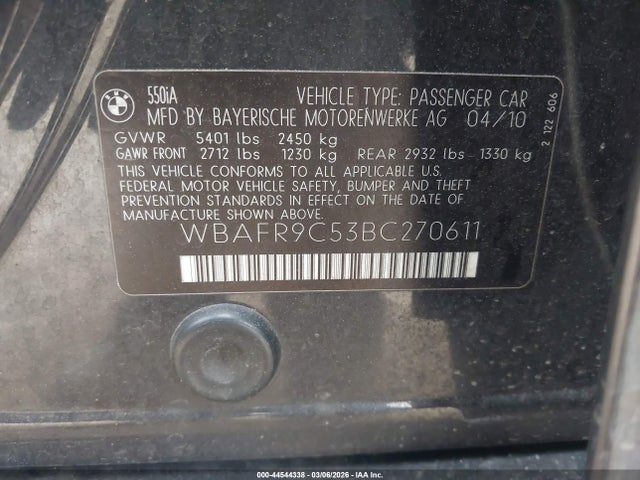 BMW
550iA VEHICLE TYPE: PASSENGER CAR
MFD BY BAYERISCHE MOTORENWERKE AG 04/10
GVWR 5401 lbs 2450 kg
GAWR FRONT 2712 lbs 1230 kg REAR 2932 lbs - 1330 kg
THIS VEHICLE CONFORMS TO ALL APPLICABLE U.S.
FEDERAL MOTOR VEHICLE SAFETY, BUMPER AND THEFT
PREVENTION STANDARDS IN EFFECT ON THE DATE OF
MANUFACTURE SHOWN ABOVE.
WBAFR9C53BC270611
2 122 606
000-44544338 - 03/06/2026 - IAA Inc.